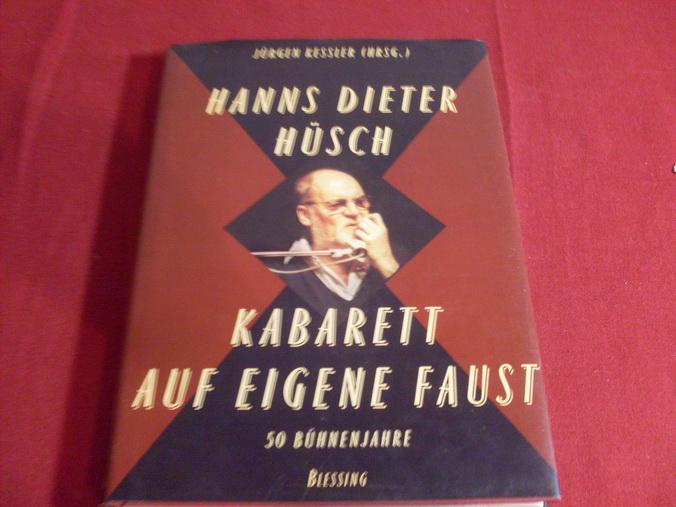 JÜRGEN KESSLER (HRSG.)
HANNS DIETER
HÜSCH
KABARETT
AUF EIGENE FAUST
50 BÜHNENJAHRE
BLESSING